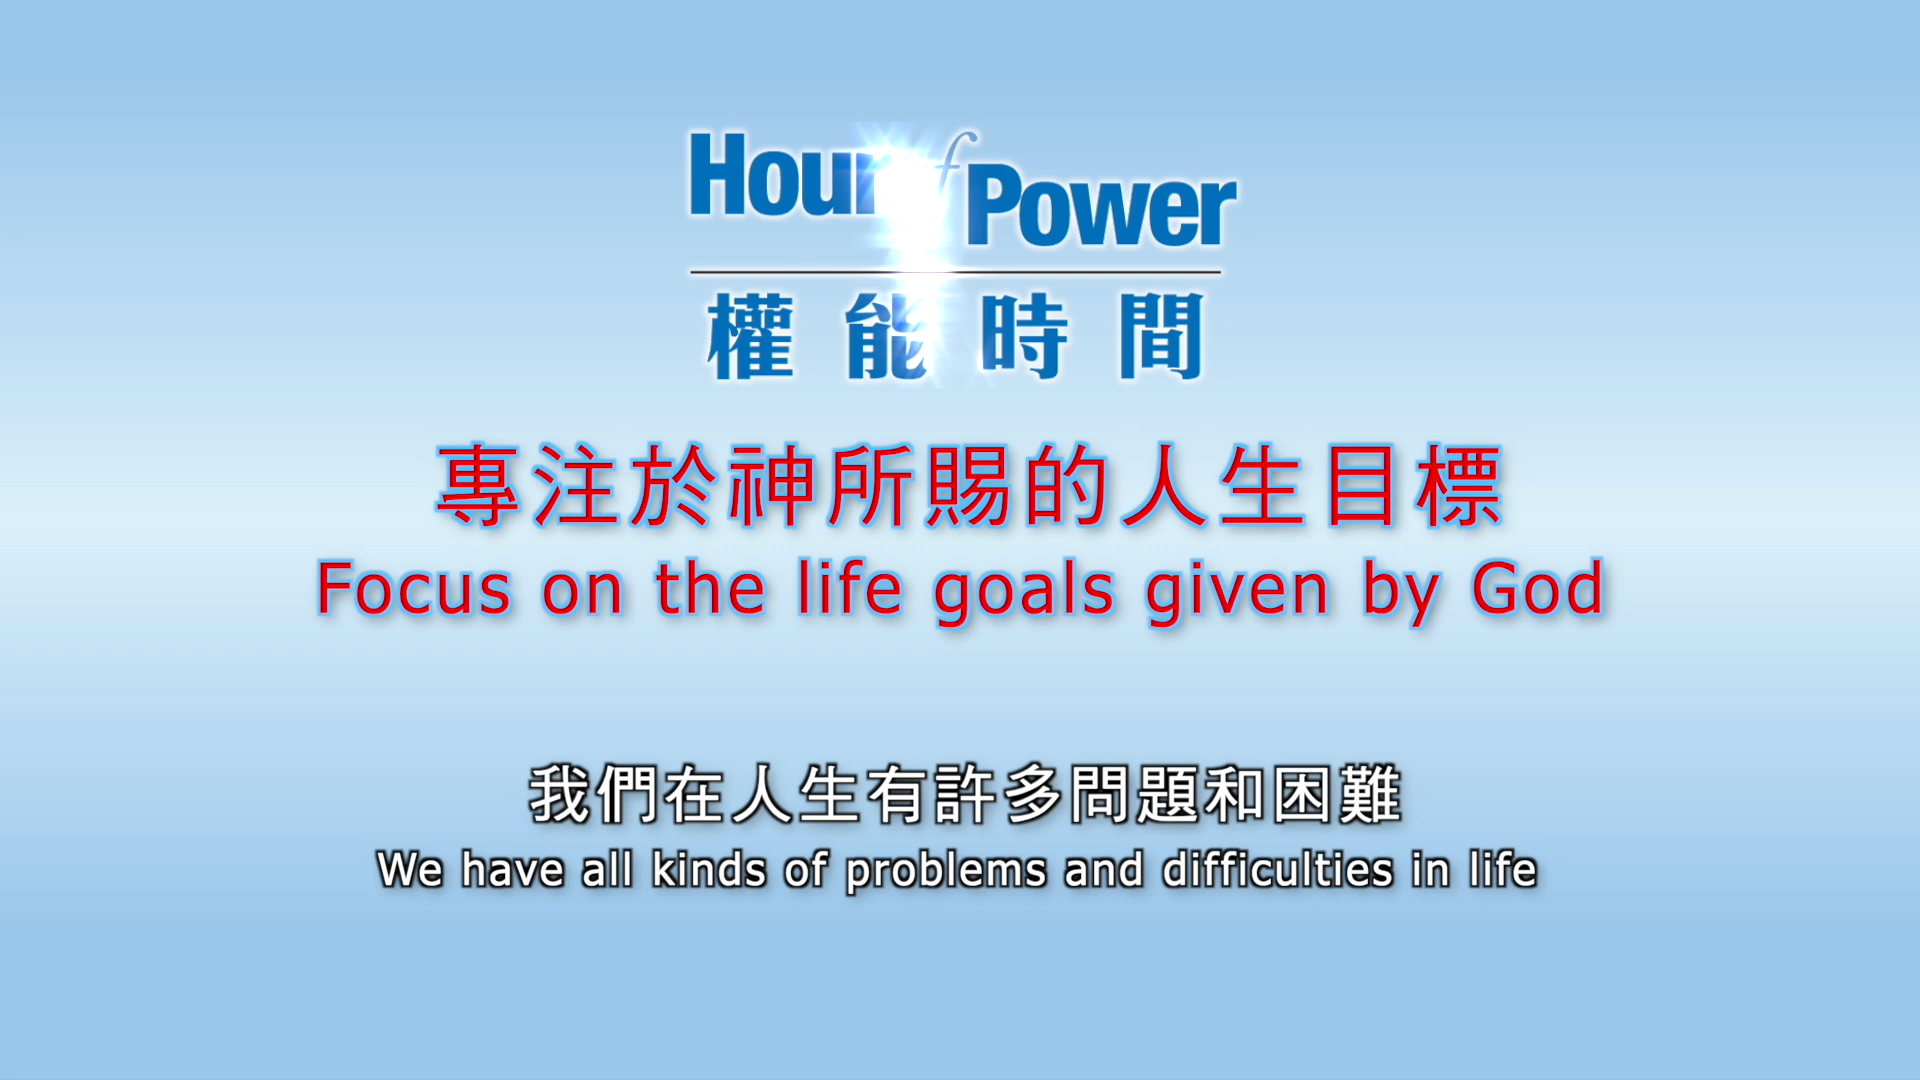 Hour of Power
權能時間
專注於神所賜的人生目標
Focus on the life goals given by God
我們在人生有許多問題和困難
We have all kinds of problems and difficulties in life